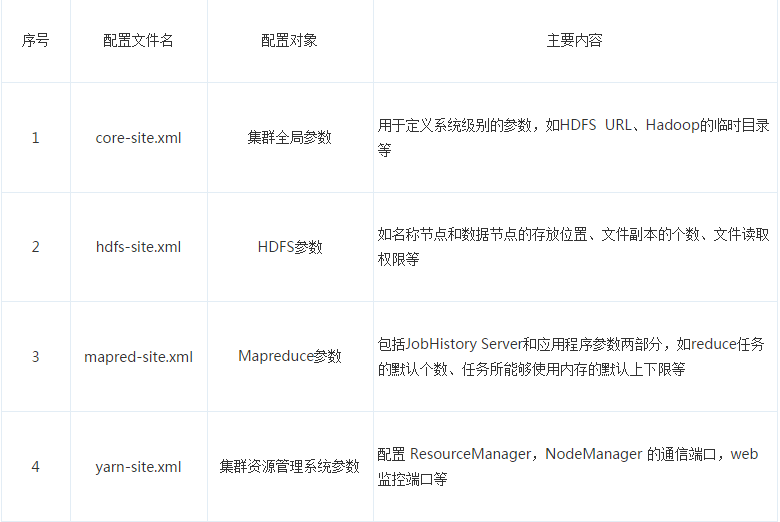 序号 配置文件名 配置对象 主要内容
1 core-site.xml 集群全局参数 用于定义系统级别的参数，如HDFS URL、Hadoop的临时目录
等
2 hdfs-site.xml HDFS参数 如名称节点和数据节点的存放位置、文件副本的个数、文件读取
权限等
3 mapred-site.xml Mapreduce参数 包括JobHistory Server和应用程序参数两部分，如reduce任务
的默认个数、任务所能够使用内存的默认上下限等
4 yarn-site.xml 集群资源管理系统参数 配置 ResourceManager，NodeManager 的通信端口，web
监控端口等